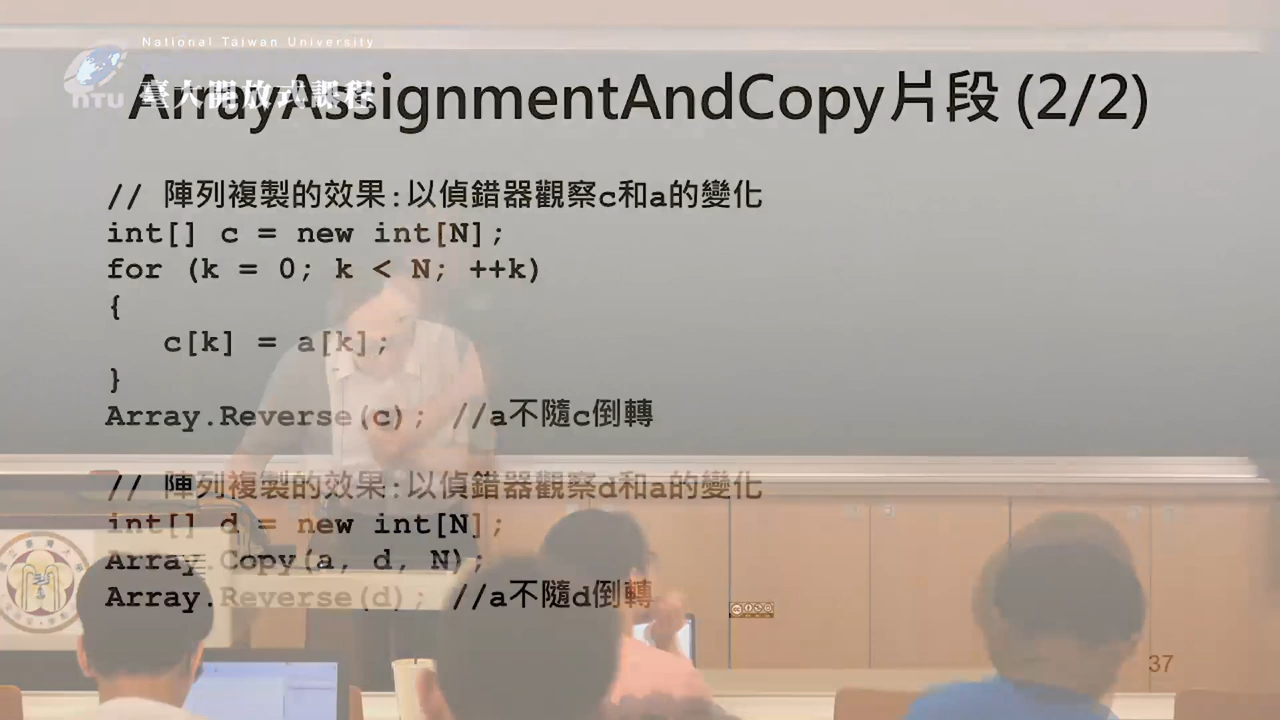 National Taiwan University
臺大開放式課程
NTU
ArrayAssignmentAndCopy片段 (2/2)
// 陣列複製的效果:以偵錯器觀察c和a的變化
int[] c = new int[N];
for (k = 0; k < N; ++k)
{
c[k] = a[k];
}
Array.Reverse(c); //a不隨c倒轉
// 陣列複製的效果:以偵錯器觀察d和a的變化
int[] d = new int[N];
Array.Copy(a, d, N);
Array.Reverse(d); //a不隨d倒轉
37